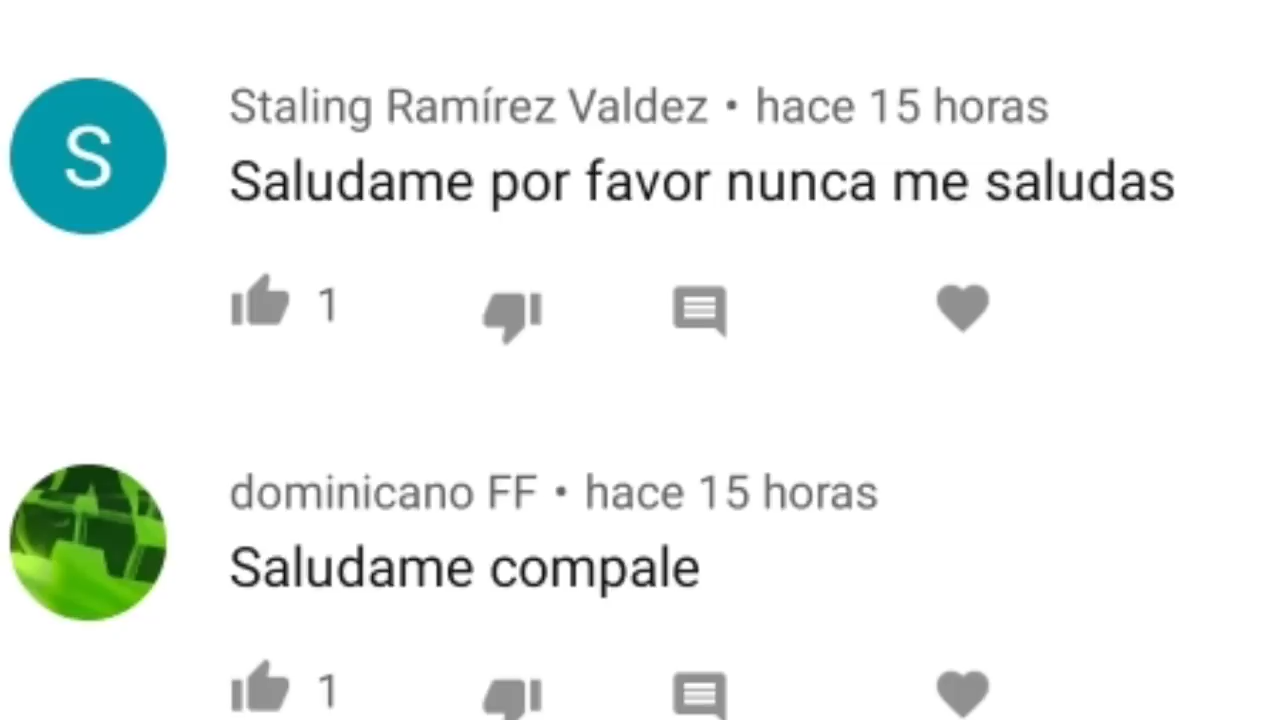 S
Staling Ramírez Valdez • hace 15 horas
Saludame por favor nunca me saludas
1
dominicano FF • hace 15 horas
Saludame compale
1